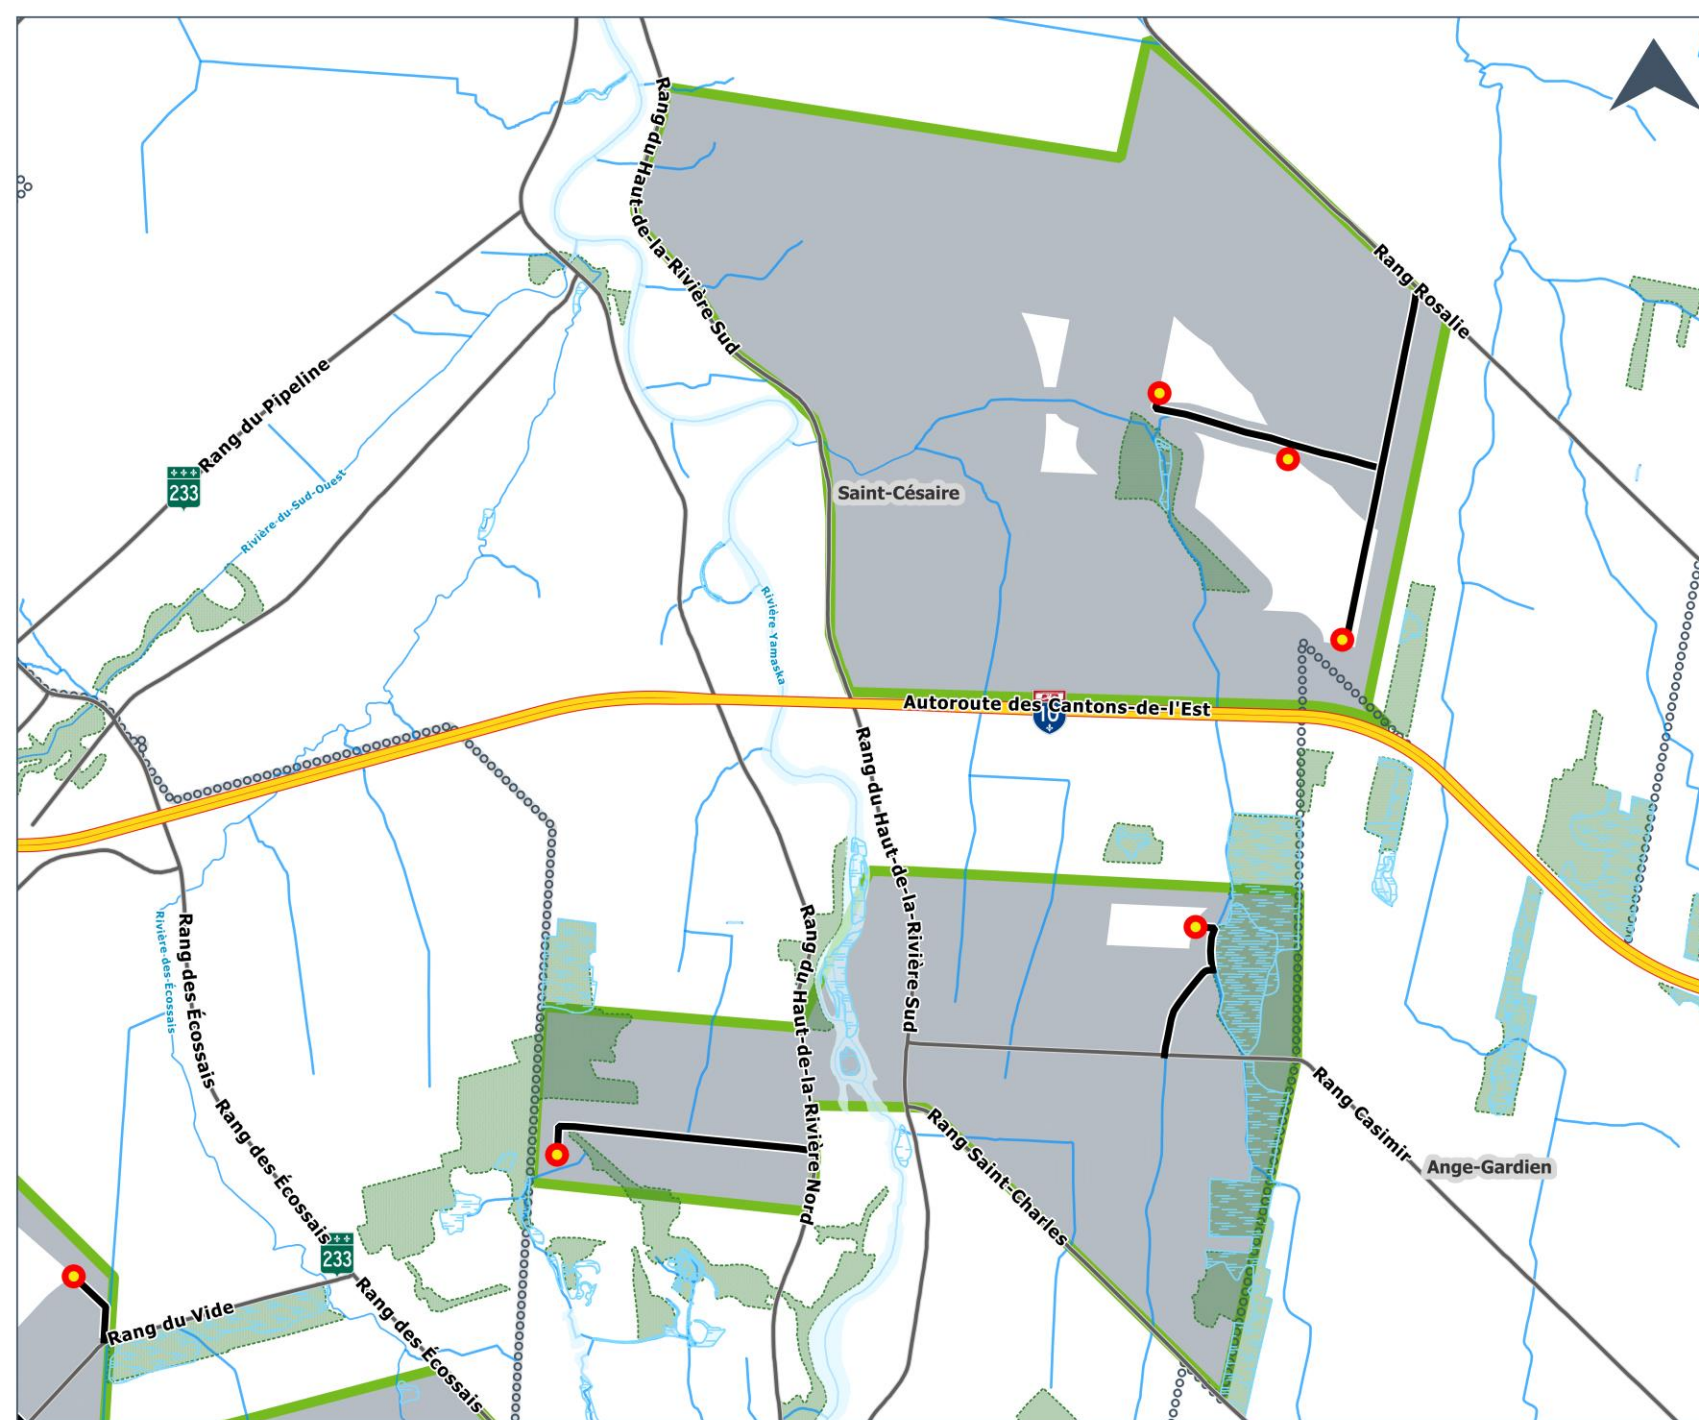 Rang du Haut-de-la-Rivière Sud
Rang Rosalie
Rang du Pipeline
233
Rivière du Sud-Ouest
Saint-Césaire
Rivière Yamaska
Autoroute des Cantons-de-l'Est
10
Rang du Haut-de-la-Rivière Sud
Rang du Haut-de-la-Rivière Nord
Rang des Écossais
Rivière des Écossais
Rang des Écossais
Rang Casimir
Rang Saint-Charles
Ange-Gardien
233
Rang du Vide
Rang des Écossais